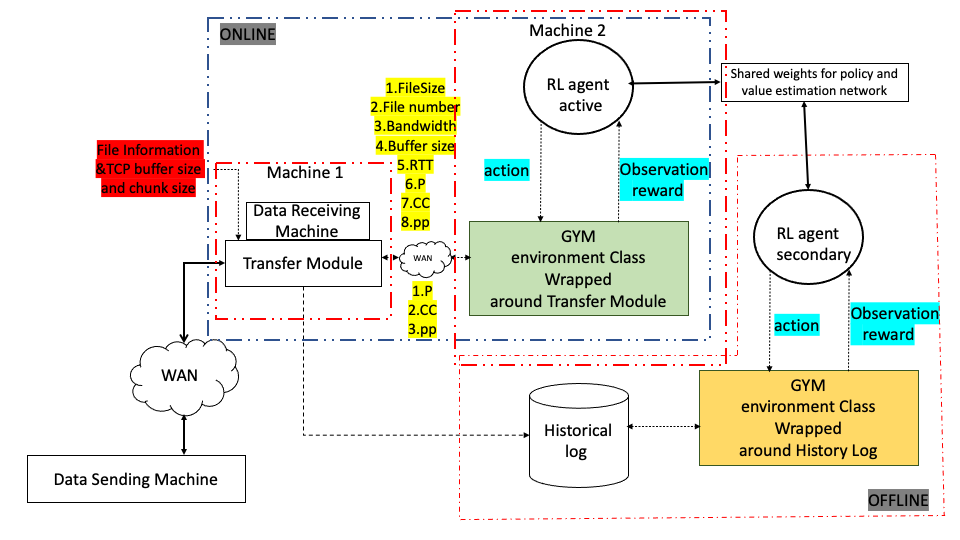 ONLINE
Machine 2
RL agent
active
Shared weights for policy and
value estimation network
1.FileSize
2.File number
3.Bandwidth
4.Buffer size
5.RTT
6.P
7.CC
8.pp
File Information
&TCP buffer size
and chunk size
Machine 1
Data Receiving
Machine
Transfer Module
WAN
1.P
2.CC
3.pp
action
Observation
reward
GYM
environment Class
Wrapped
around Transfer Module
RL agent
secondary
action
Observation
reward
WAN
Data Sending Machine
Historical
log
GYM
environment Class
Wrapped
around History Log
OFFLINE